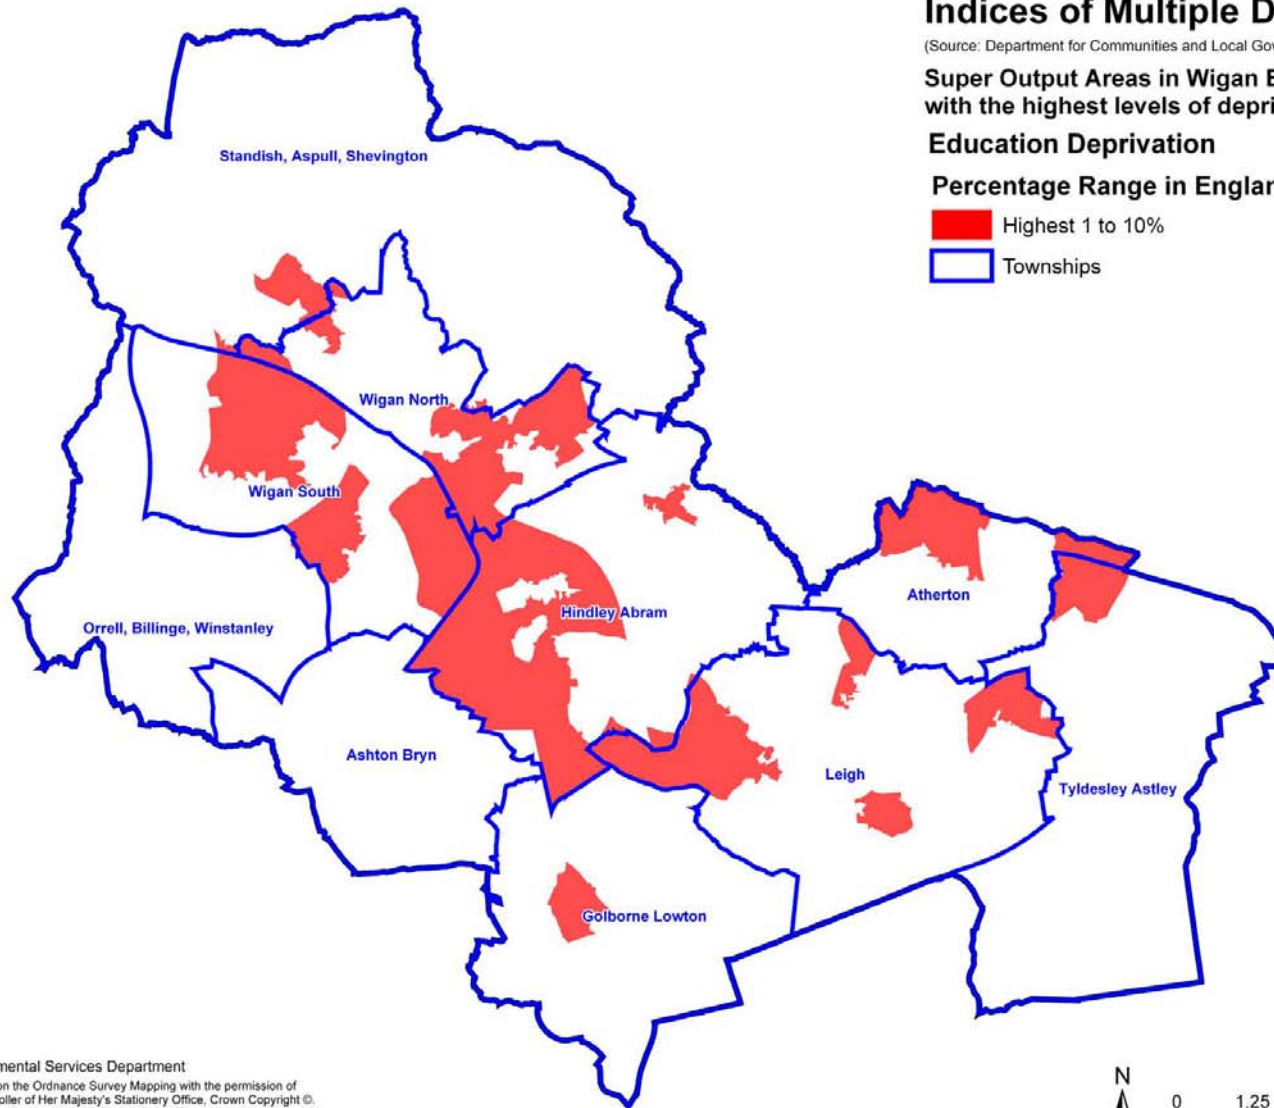 Indices of Multiple D
(Source: Department for Communities and Local Gov
Super Output Areas in Wigan B
with the highest levels of depri
Education Deprivation
Percentage Range in Englan
Highest 1 to 10%
Townships
Standish, Aspull, Shevington
Wigan North
Wigan South
Atherton
Hindley Abram
Orrell, Billinge, Winstanley
Ashton Bryn
Leigh
Tyldesley Astley
Golborne Lowton
mental Services Department
on the Ordnance Survey Mapping with the permission of
oller of Her Majesty's Stationery Office, Crown Copyright ©.
N
0 1.25